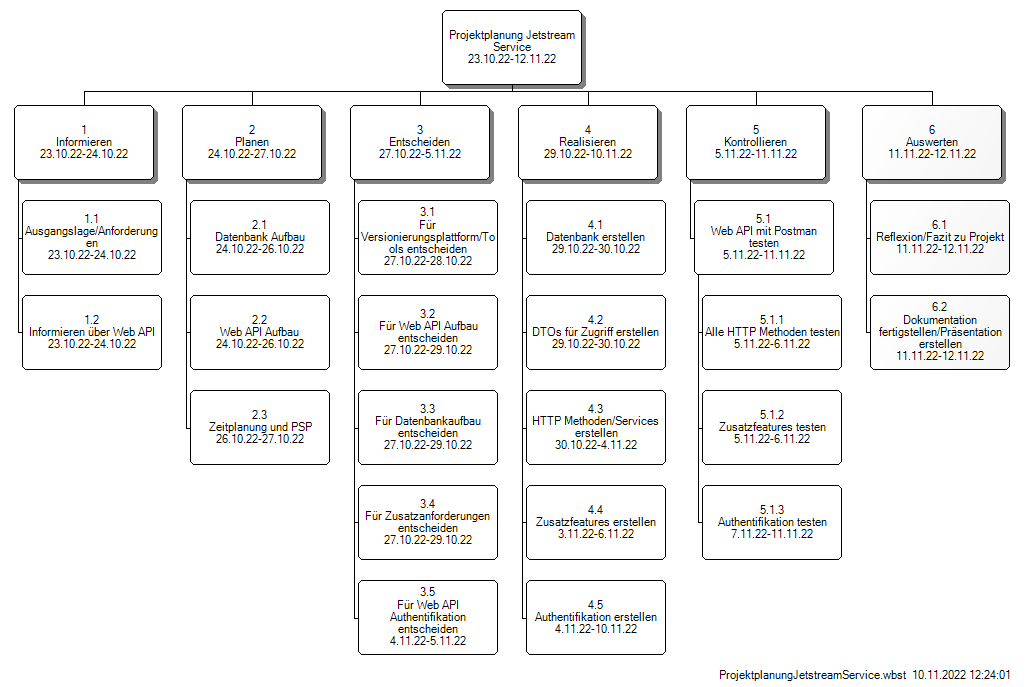 Projektplanung Jetstream
Service
23.10.22-12.11.22
1
Informieren
23.10.22-24.10.22
2
Planen
24.10.22-27.10.22
3
Entscheiden
27.10.22-5.11.22
4
Realisieren
29.10.22-10.11.22
5
Kontrollieren
5.11.22-11.11.22
6
Auswerten
11.11.22-12.11.22
1.1
Ausgangslage/Anforderung
en
23.10.22-24.10.22
1.2
Informieren über Web API
23.10.22-24.10.22
2.1
Datenbank Aufbau
24.10.22-26.10.22
2.2
Web API Aufbau
24.10.22-26.10.22
2.3
Zeitplanung und PSP
26.10.22-27.10.22
3.1
Für
Versionierungsplattform/To
ols entscheiden
27.10.22-28.10.22
3.2
Für Web API Aufbau
entscheiden
27.10.22-29.10.22
3.3
Für Datenbankaufbau
entscheiden
27.10.22-29.10.22
3.4
Für Zusatzanforderungen
entscheiden
27.10.22-29.10.22
3.5
Für Web API
Authentifikation
entscheiden
4.11.22-5.11.22
4.1
Datenbank erstellen
29.10.22-30.10.22
4.2
DTOs für Zugriff erstellen
29.10.22-30.10.22
4.3
HTTP Methoden/Services
erstellen
30.10.22-4.11.22
4.4
Zusatzfeatures erstellen
3.11.22-6.11.22
4.5
Authentifikation erstellen
4.11.22-10.11.22
5.1
Web API mit Postman
testen
5.11.22-11.11.22
5.1.1
Alle HTTP Methoden testen
5.11.22-6.11.22
5.1.2
Zusatzfeatures testen
5.11.22-6.11.22
5.1.3
Authentifikation testen
7.11.22-11.11.22
6.1
Reflexion/Fazit zu Projekt
11.11.22-12.11.22
6.2
Dokumentation
fertigstellen/Präsentation
erstellen
11.11.22-12.11.22
ProjektplanungJetstreamService.wbst 10.11.2022 12:24:01